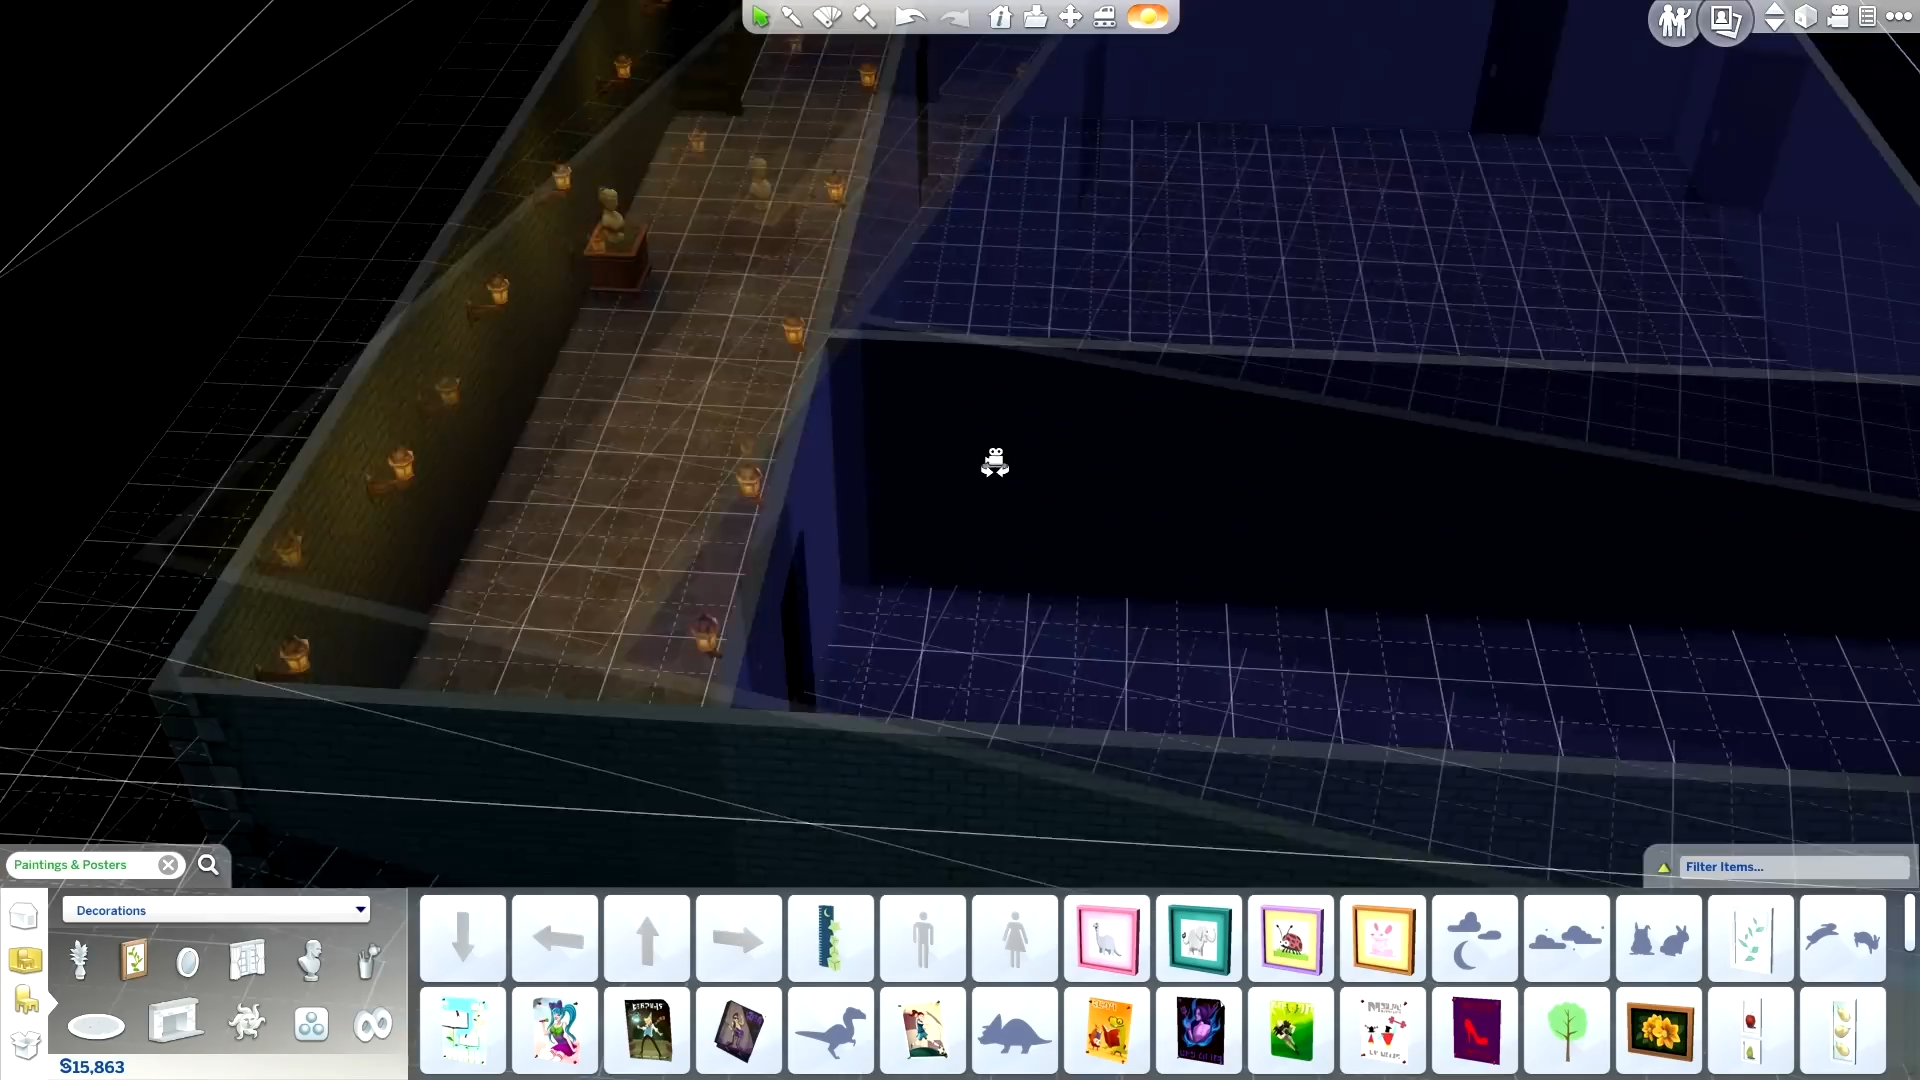 Paintings & Posters
Filter Items...
Decorations
§15,863